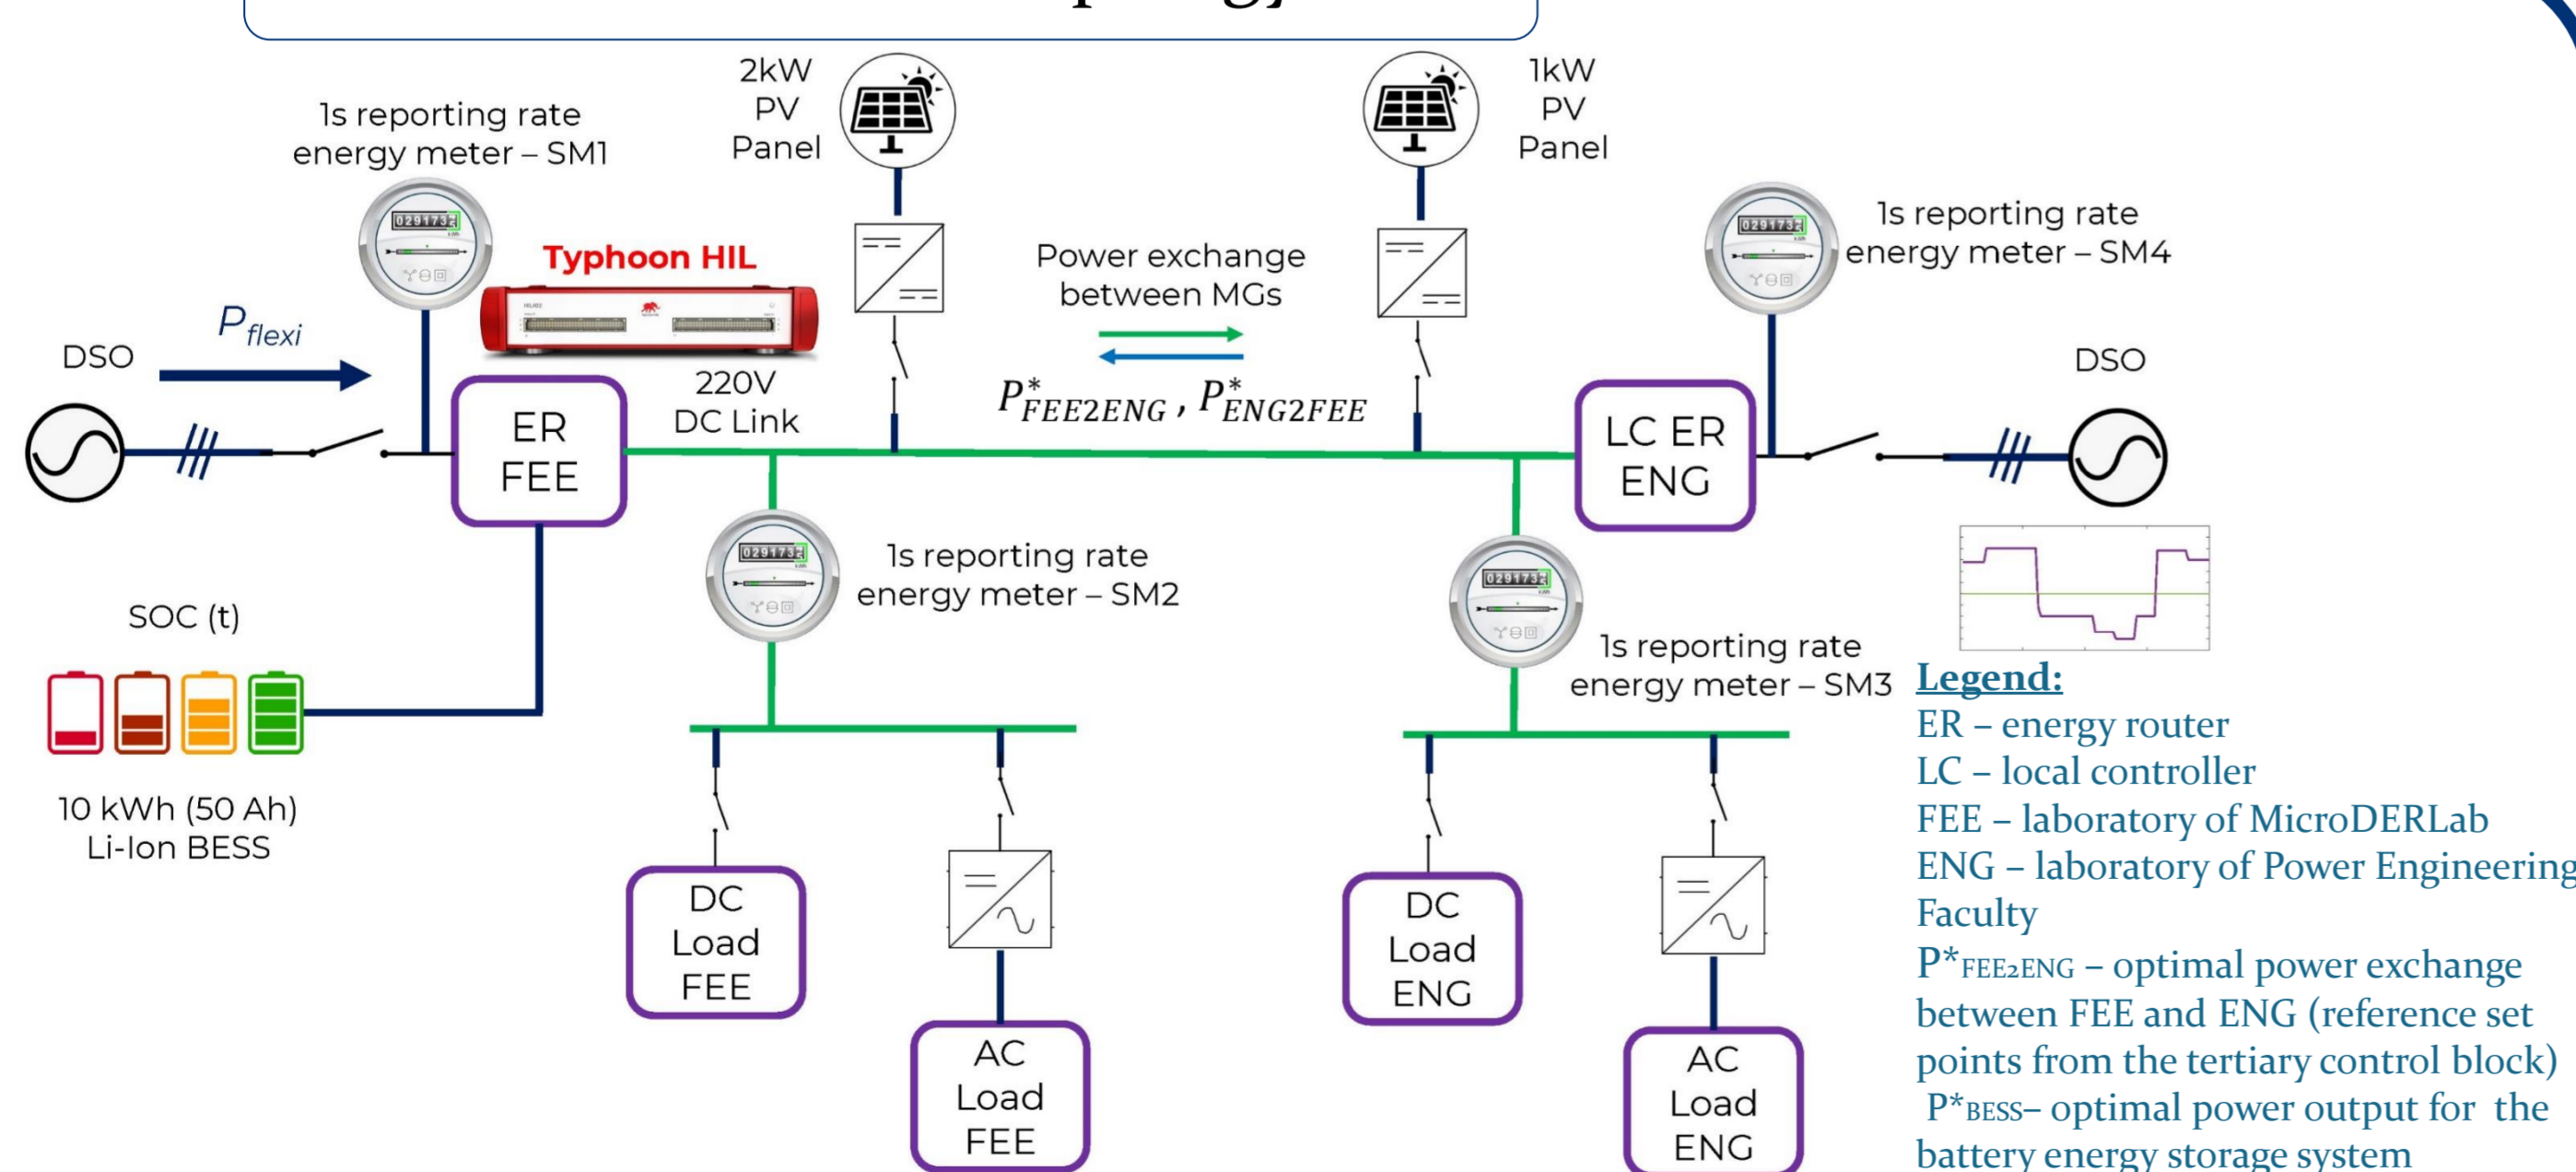 2kW
PV
Panel
1kW
PV
Panel
1s reporting rate
energy meter – SM1
1s reporting rate
energy meter – SM4
Typhoon HIL
Power exchange
between MGs
P*FEE2ENG , P*ENG2FEE
Pflexi
DSO
DSO
220V
DC Link
ER
FEE
LC ER
ENG
1s reporting rate
energy meter – SM2
1s reporting rate
energy meter – SM3
SOC (t)
10 kWh (50 Ah)
Li-Ion BESS
DC
Load
FEE
AC
Load
FEE
DC
Load
ENG
AC
Load
ENG
Legend:
ER – energy router
LC – local controller
FEE – laboratory of MicroDERLab
ENG – laboratory of Power Engineering
Faculty
P*FEE2ENG – optimal power exchange
between FEE and ENG (reference set
points from the tertiary control block)
P*BESS– optimal power output for the
battery energy storage system